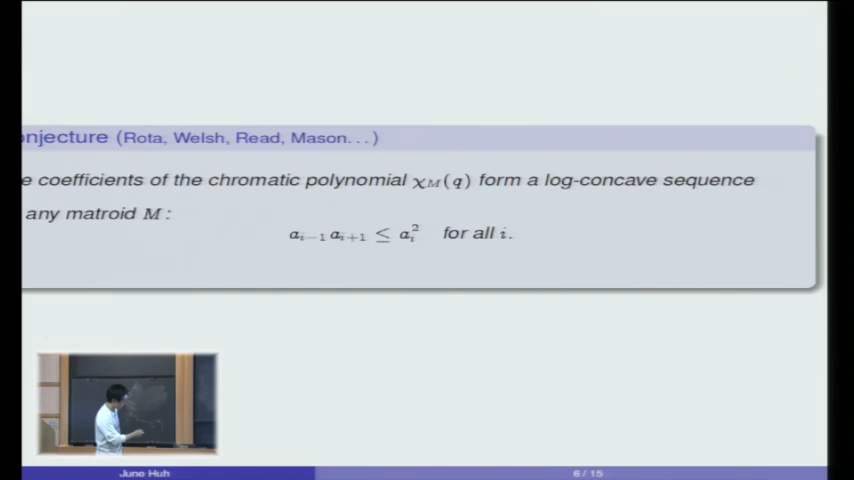 onjecture (Rota, Welsh, Read, Mason...)
e coefficients of the chromatic polynomial χ_M(q) form a log-concave sequence
any matroid M :
a_{i−1} a_{i+1} ≤ a_i^2 for all i.
June Huh
6 / 15